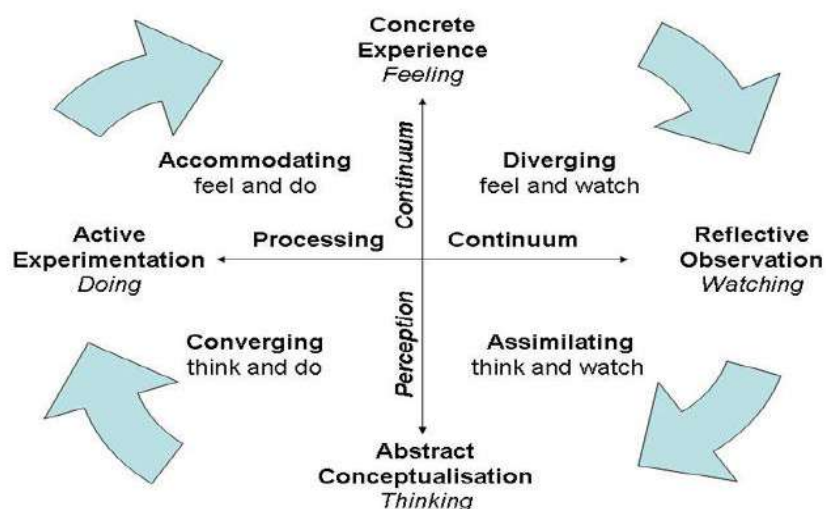 Concrete
Experience
Feeling
Continuum
Accommodating
feel and do
Diverging
feel and watch
Active
Experimentation
Doing
Processing
Continuum
Reflective
Observation
Watching
Perception
Converging
think and do
Assimilating
think and watch
Abstract
Conceptualisation
Thinking